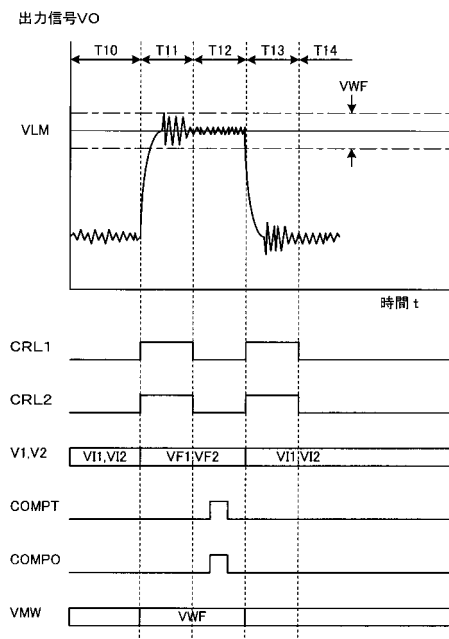 出力信号VO
T10 T11 T12 T13 T14
VWF
VLM
時間 t
CRL1
CRL2
V1,V2 VI1,VI2 VF1,VF2 VI1,VI2
COMPT
COMPO
VMW VWF